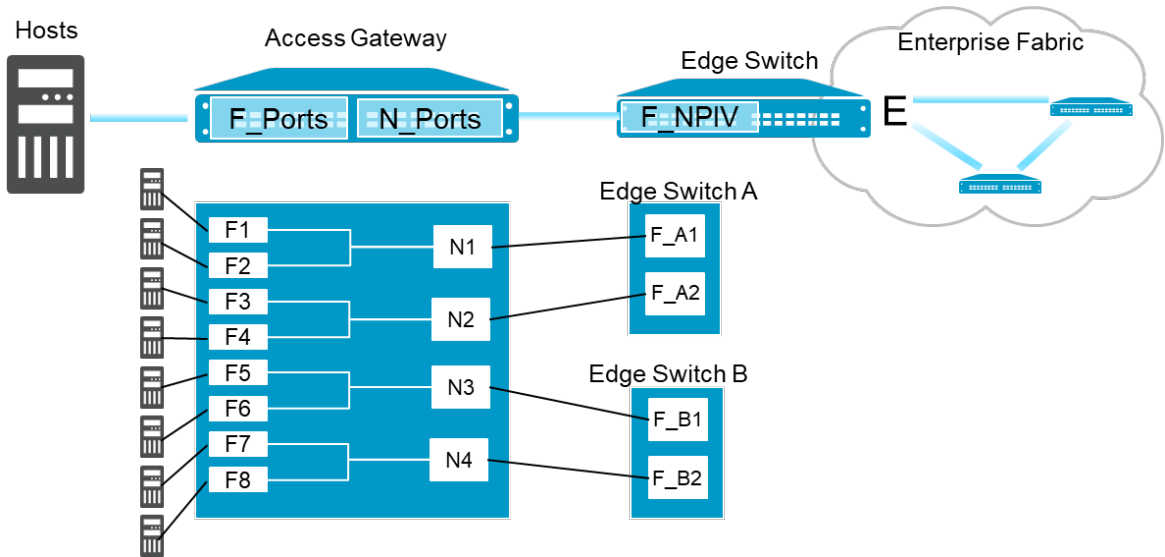 Hosts
Access Gateway
Edge Switch
Enterprise Fabric
F_Ports
N_Ports
F_NPIV
E
Edge Switch A
F1
F2
F3
F4
F5
F6
F7
F8
N1
N2
N3
N4
F_A1
F_A2
Edge Switch B
F_B1
F_B2